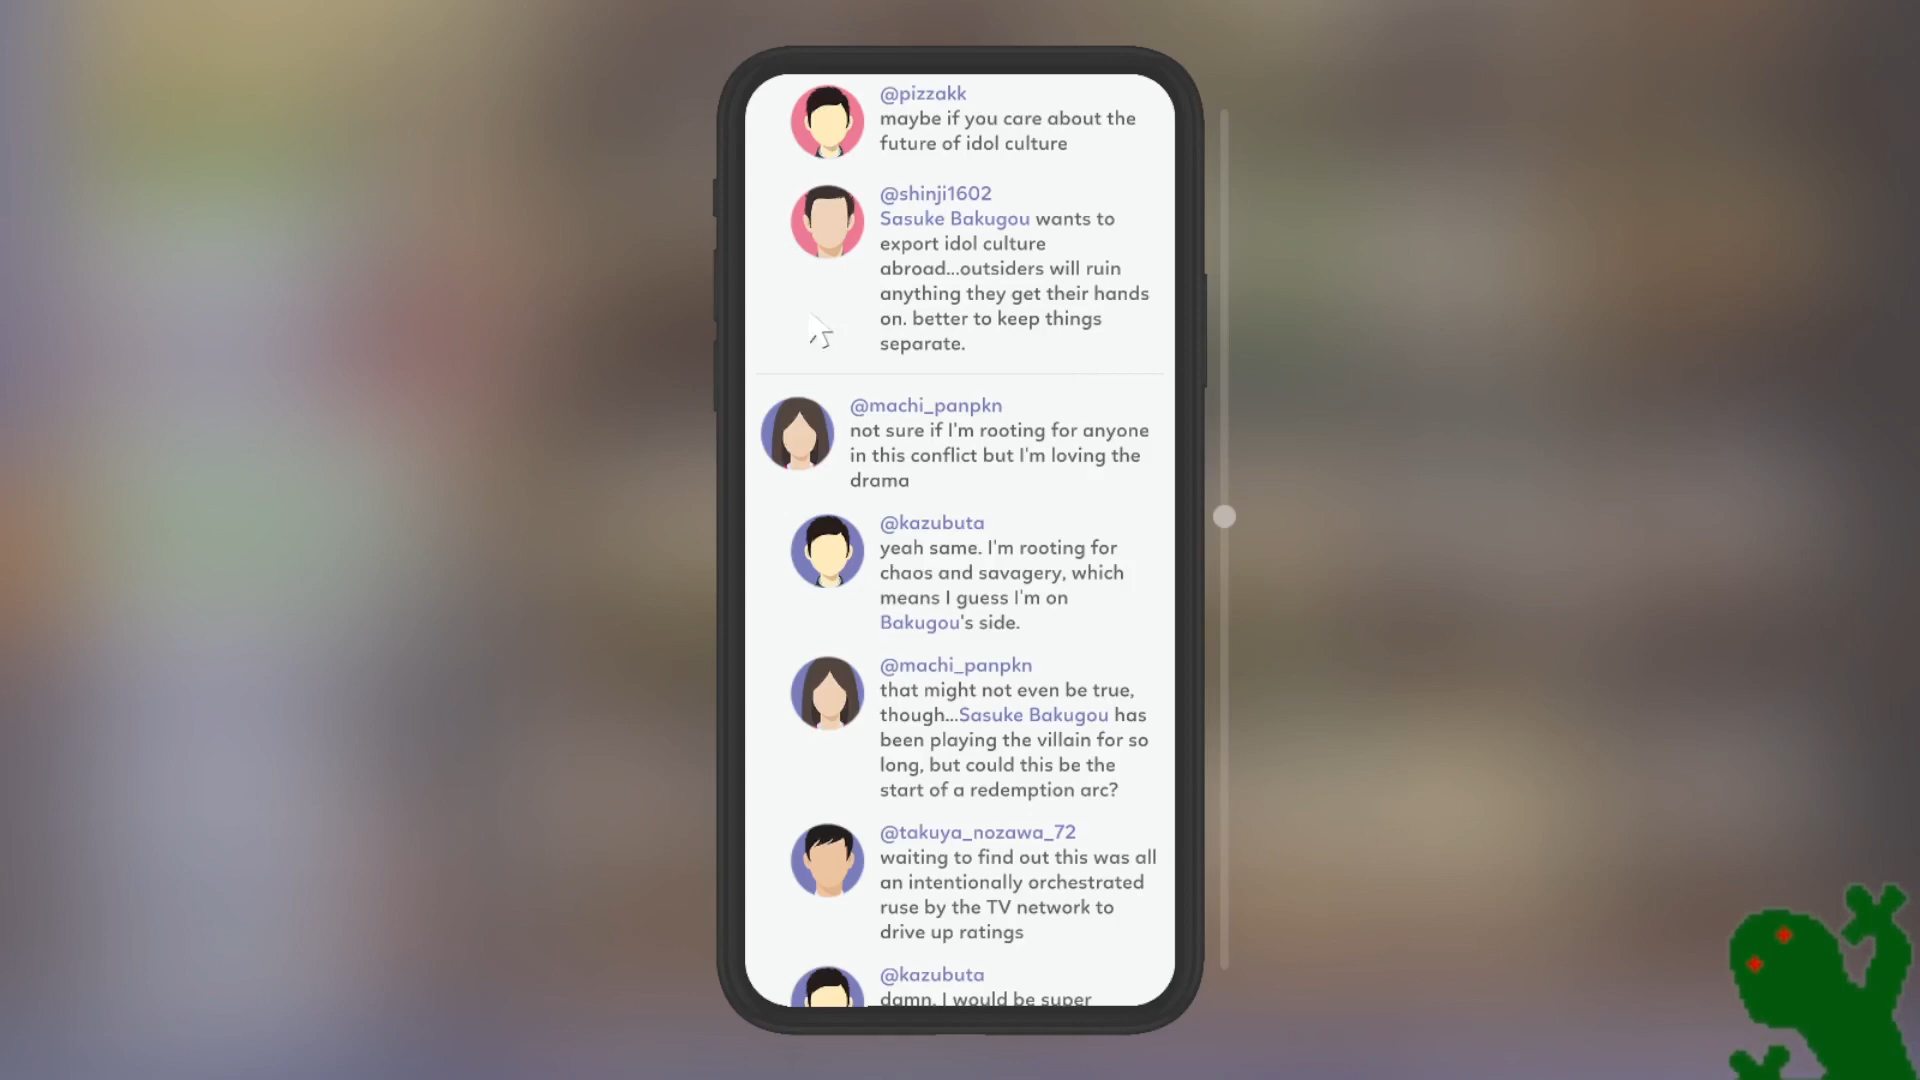 @pizzakk
maybe if you care about the
future of idol culture
@shinji1602
Sasuke Bakugou wants to
export idol culture
abroad...outsiders will ruin
anything they get their hands
on. better to keep things
separate.
@machi_panpkn
not sure if I'm rooting for anyone
in this conflict but I'm loving the
drama
@kazubuta
yeah same. I'm rooting for
chaos and savagery, which
means I guess I'm on
Bakugou's side.
@machi_panpkn
that might not even be true,
though...Sasuke Bakugou has
been playing the villain for so
long, but could this be the
start of a redemption arc?
@takuya_nozawa_72
waiting to find out this was all
an intentionally orchestrated
ruse by the TV network to
drive up ratings
@kazubuta
damn. I would be super